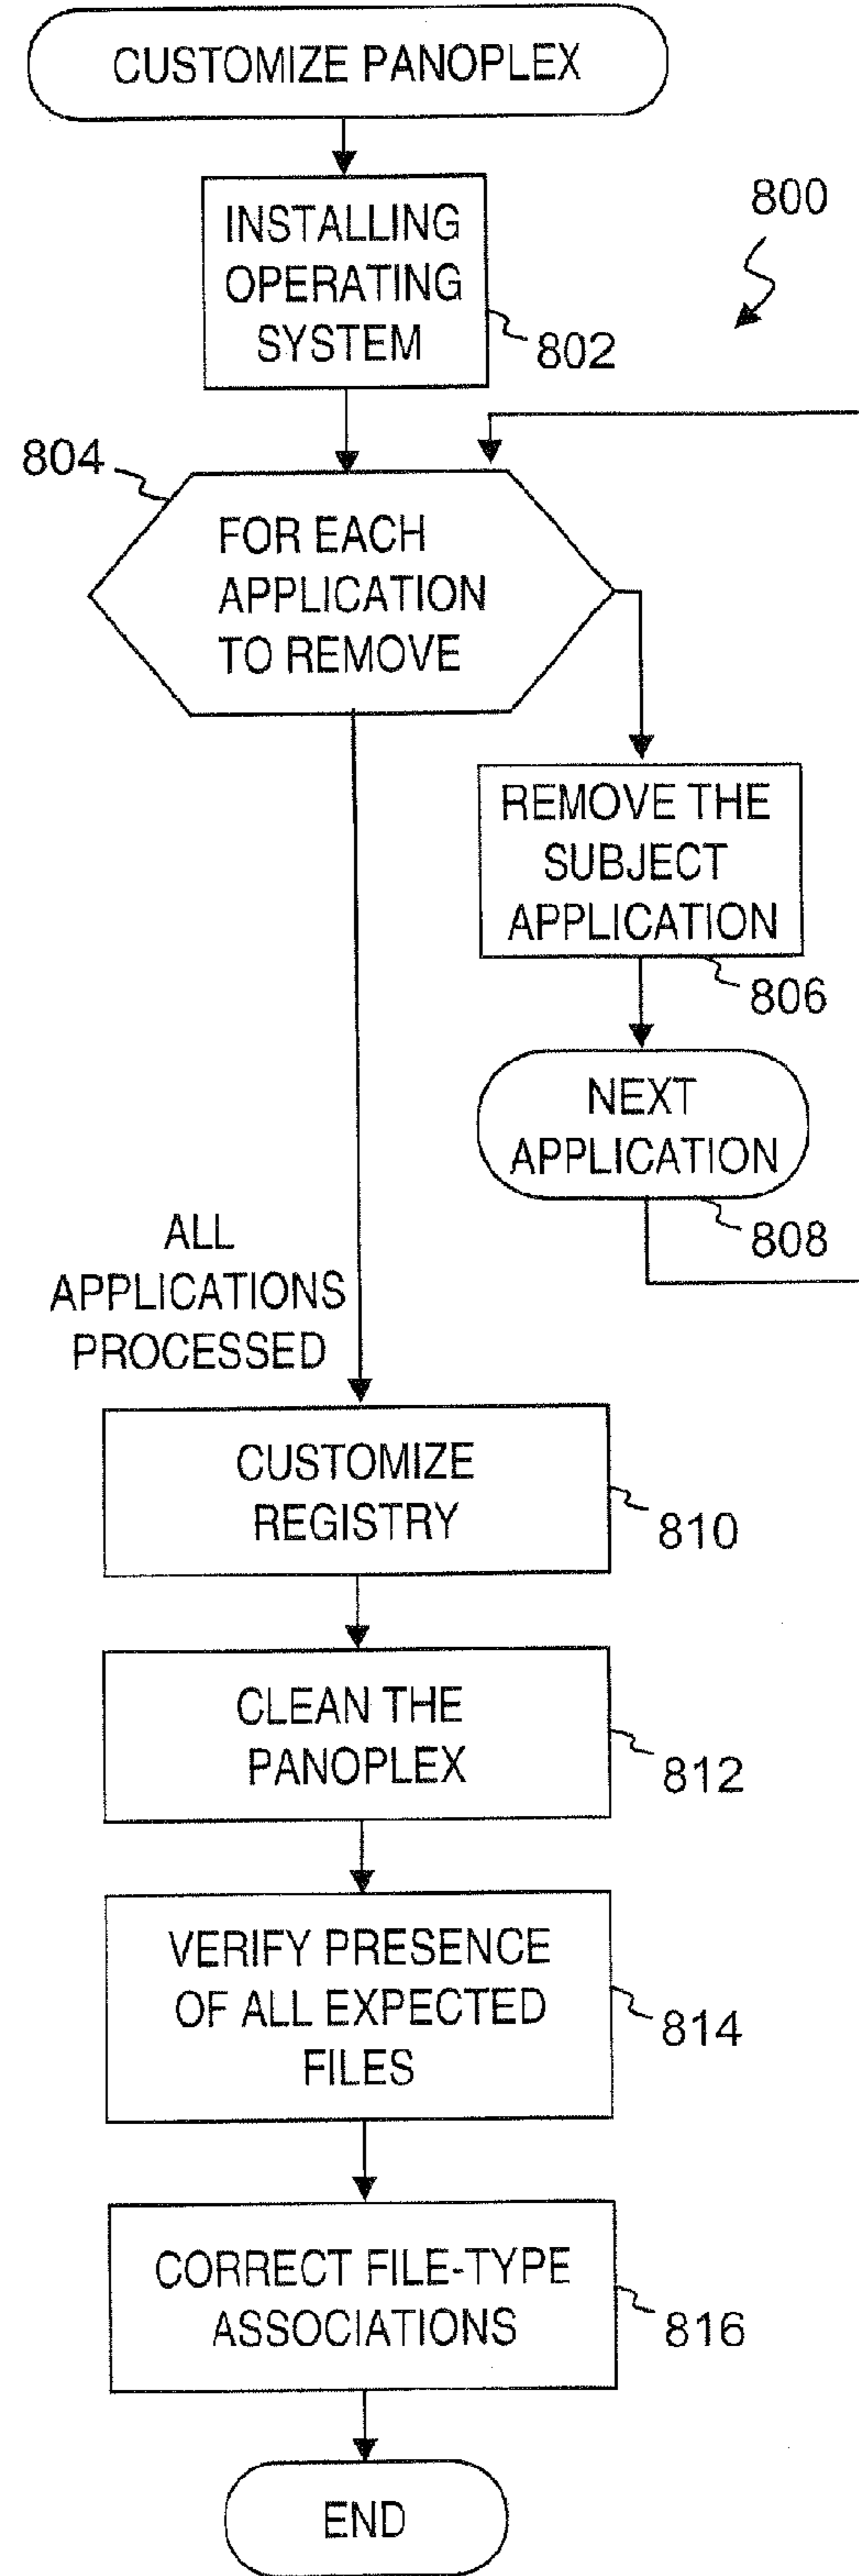 CUSTOMIZE PANOPLEX
INSTALLING
OPERATING
SYSTEM
802
800
804
FOR EACH
APPLICATION
TO REMOVE
REMOVE THE
SUBJECT
APPLICATION
806
NEXT
APPLICATION
808
ALL
APPLICATIONS
PROCESSED
CUSTOMIZE
REGISTRY
810
CLEAN THE
PANOPLEX
812
VERIFY PRESENCE
OF ALL EXPECTED
FILES
814
CORRECT FILE-TYPE
ASSOCIATIONS
816
END